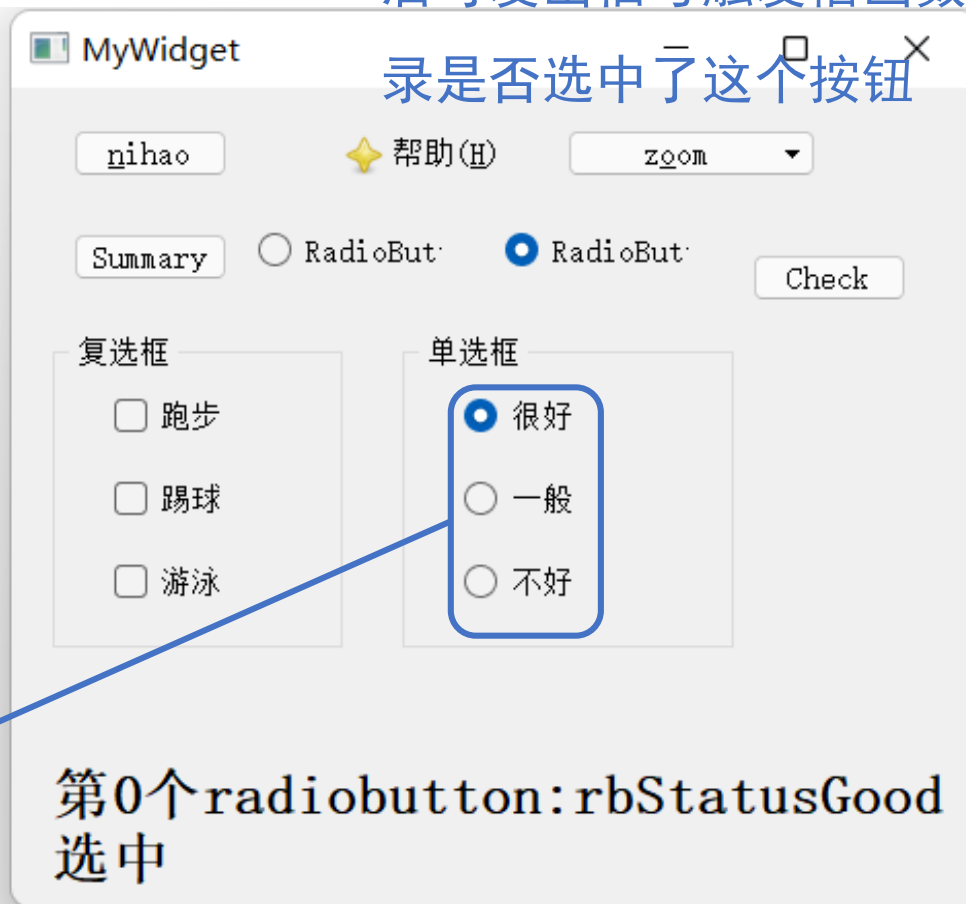 MyWidget
录是否选中了这个按钮
nihao
帮助(H)
zoom
Summary
RadioBut
RadioBut
Check
复选框
单选框
跑步
很好
踢球
一般
游泳
不好
第0个radiobutton:rbStatusGood
选中